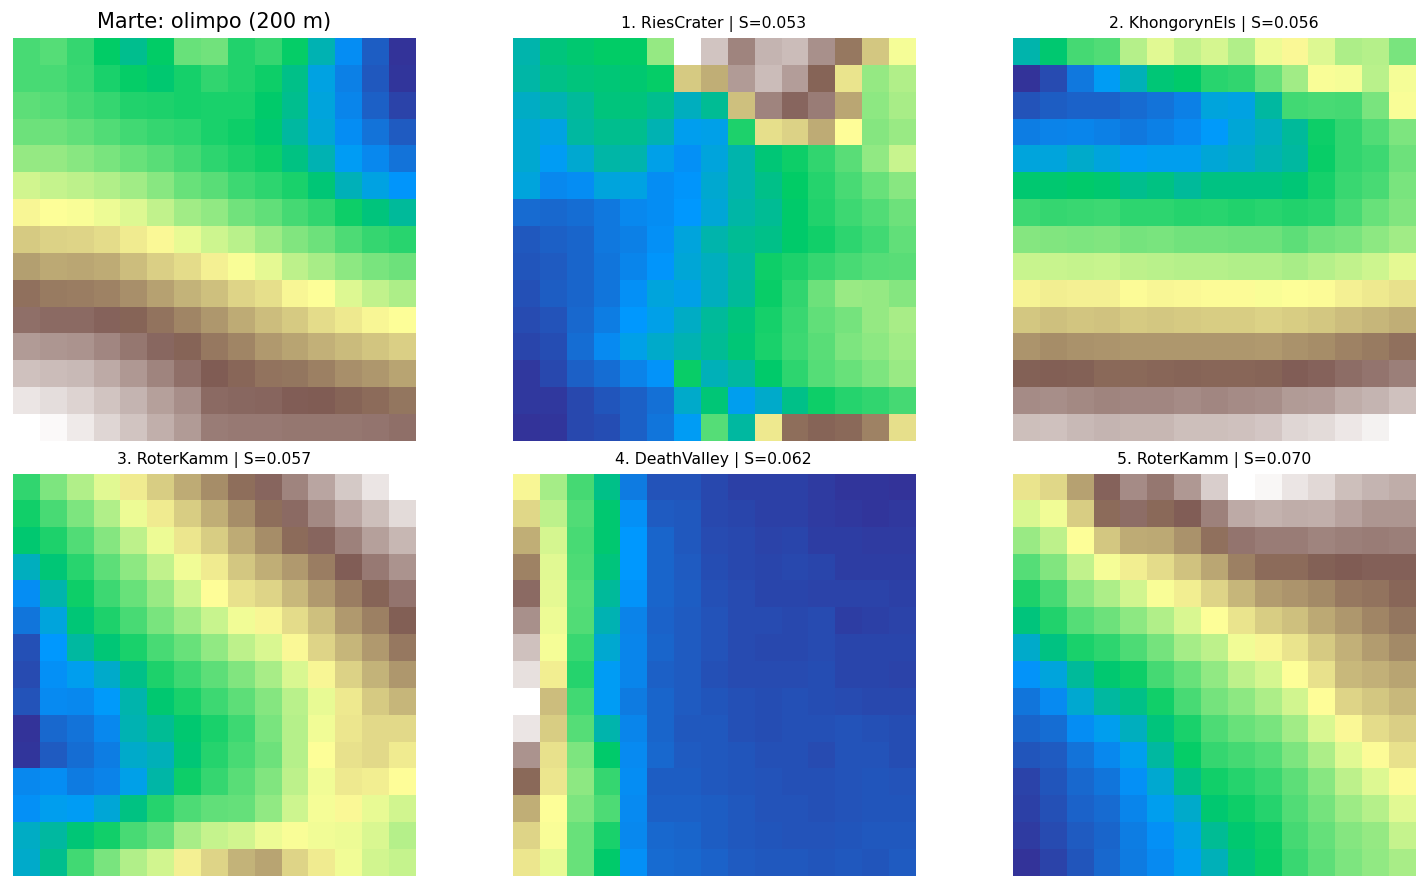 Marte: olimpo (200 m)
1. RiesCrater | S=0.053
2. KhongorynEls | S=0.056
3. RoterKamm | S=0.057
4. DeathValley | S=0.062
5. RoterKamm | S=0.070